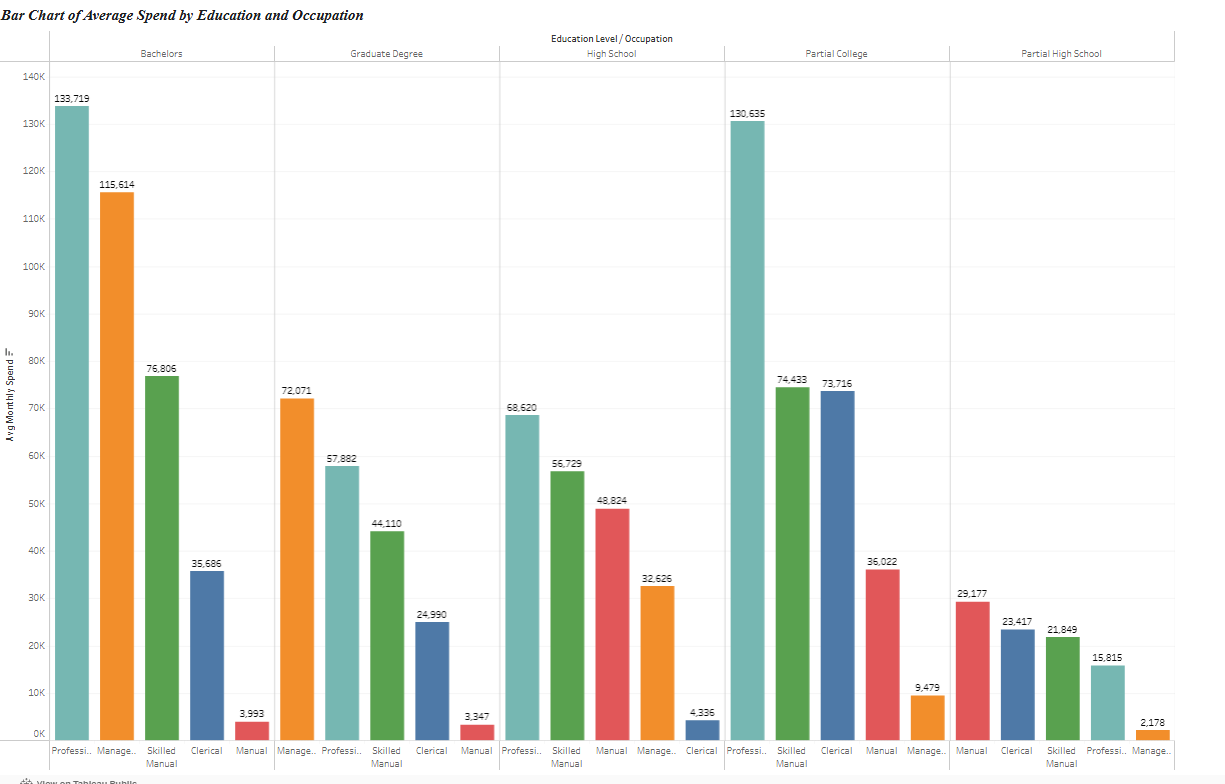 Bar Chart of Average Spend by Education and Occupation
Education Level / Occupation
Bachelors Graduate Degree High School Partial College Partial High School
140K
130K
120K
110K
100K
90K
80K
70K
60K
50K
40K
30K
20K
10K
0K
Avg Monthly Spend
133,719 115,614 76,806 35,686 3,993
72,071 57,882 44,110 24,990 3,347
68,620 56,729 48,824 32,626 4,336
130,635 74,433 73,716 36,022 9,479
29,177 23,417 21,849 15,815 2,178
Professi.. Manage.. Skilled Manual Clerical Manual
Manage.. Professi.. Skilled Manual Clerical Manual
Professi.. Skilled Manual Manual Manage.. Clerical
Professi.. Skilled Manual Clerical Manual Manage..
Manual Clerical Skilled Manual Professi.. Manage..
View on Tableau Public